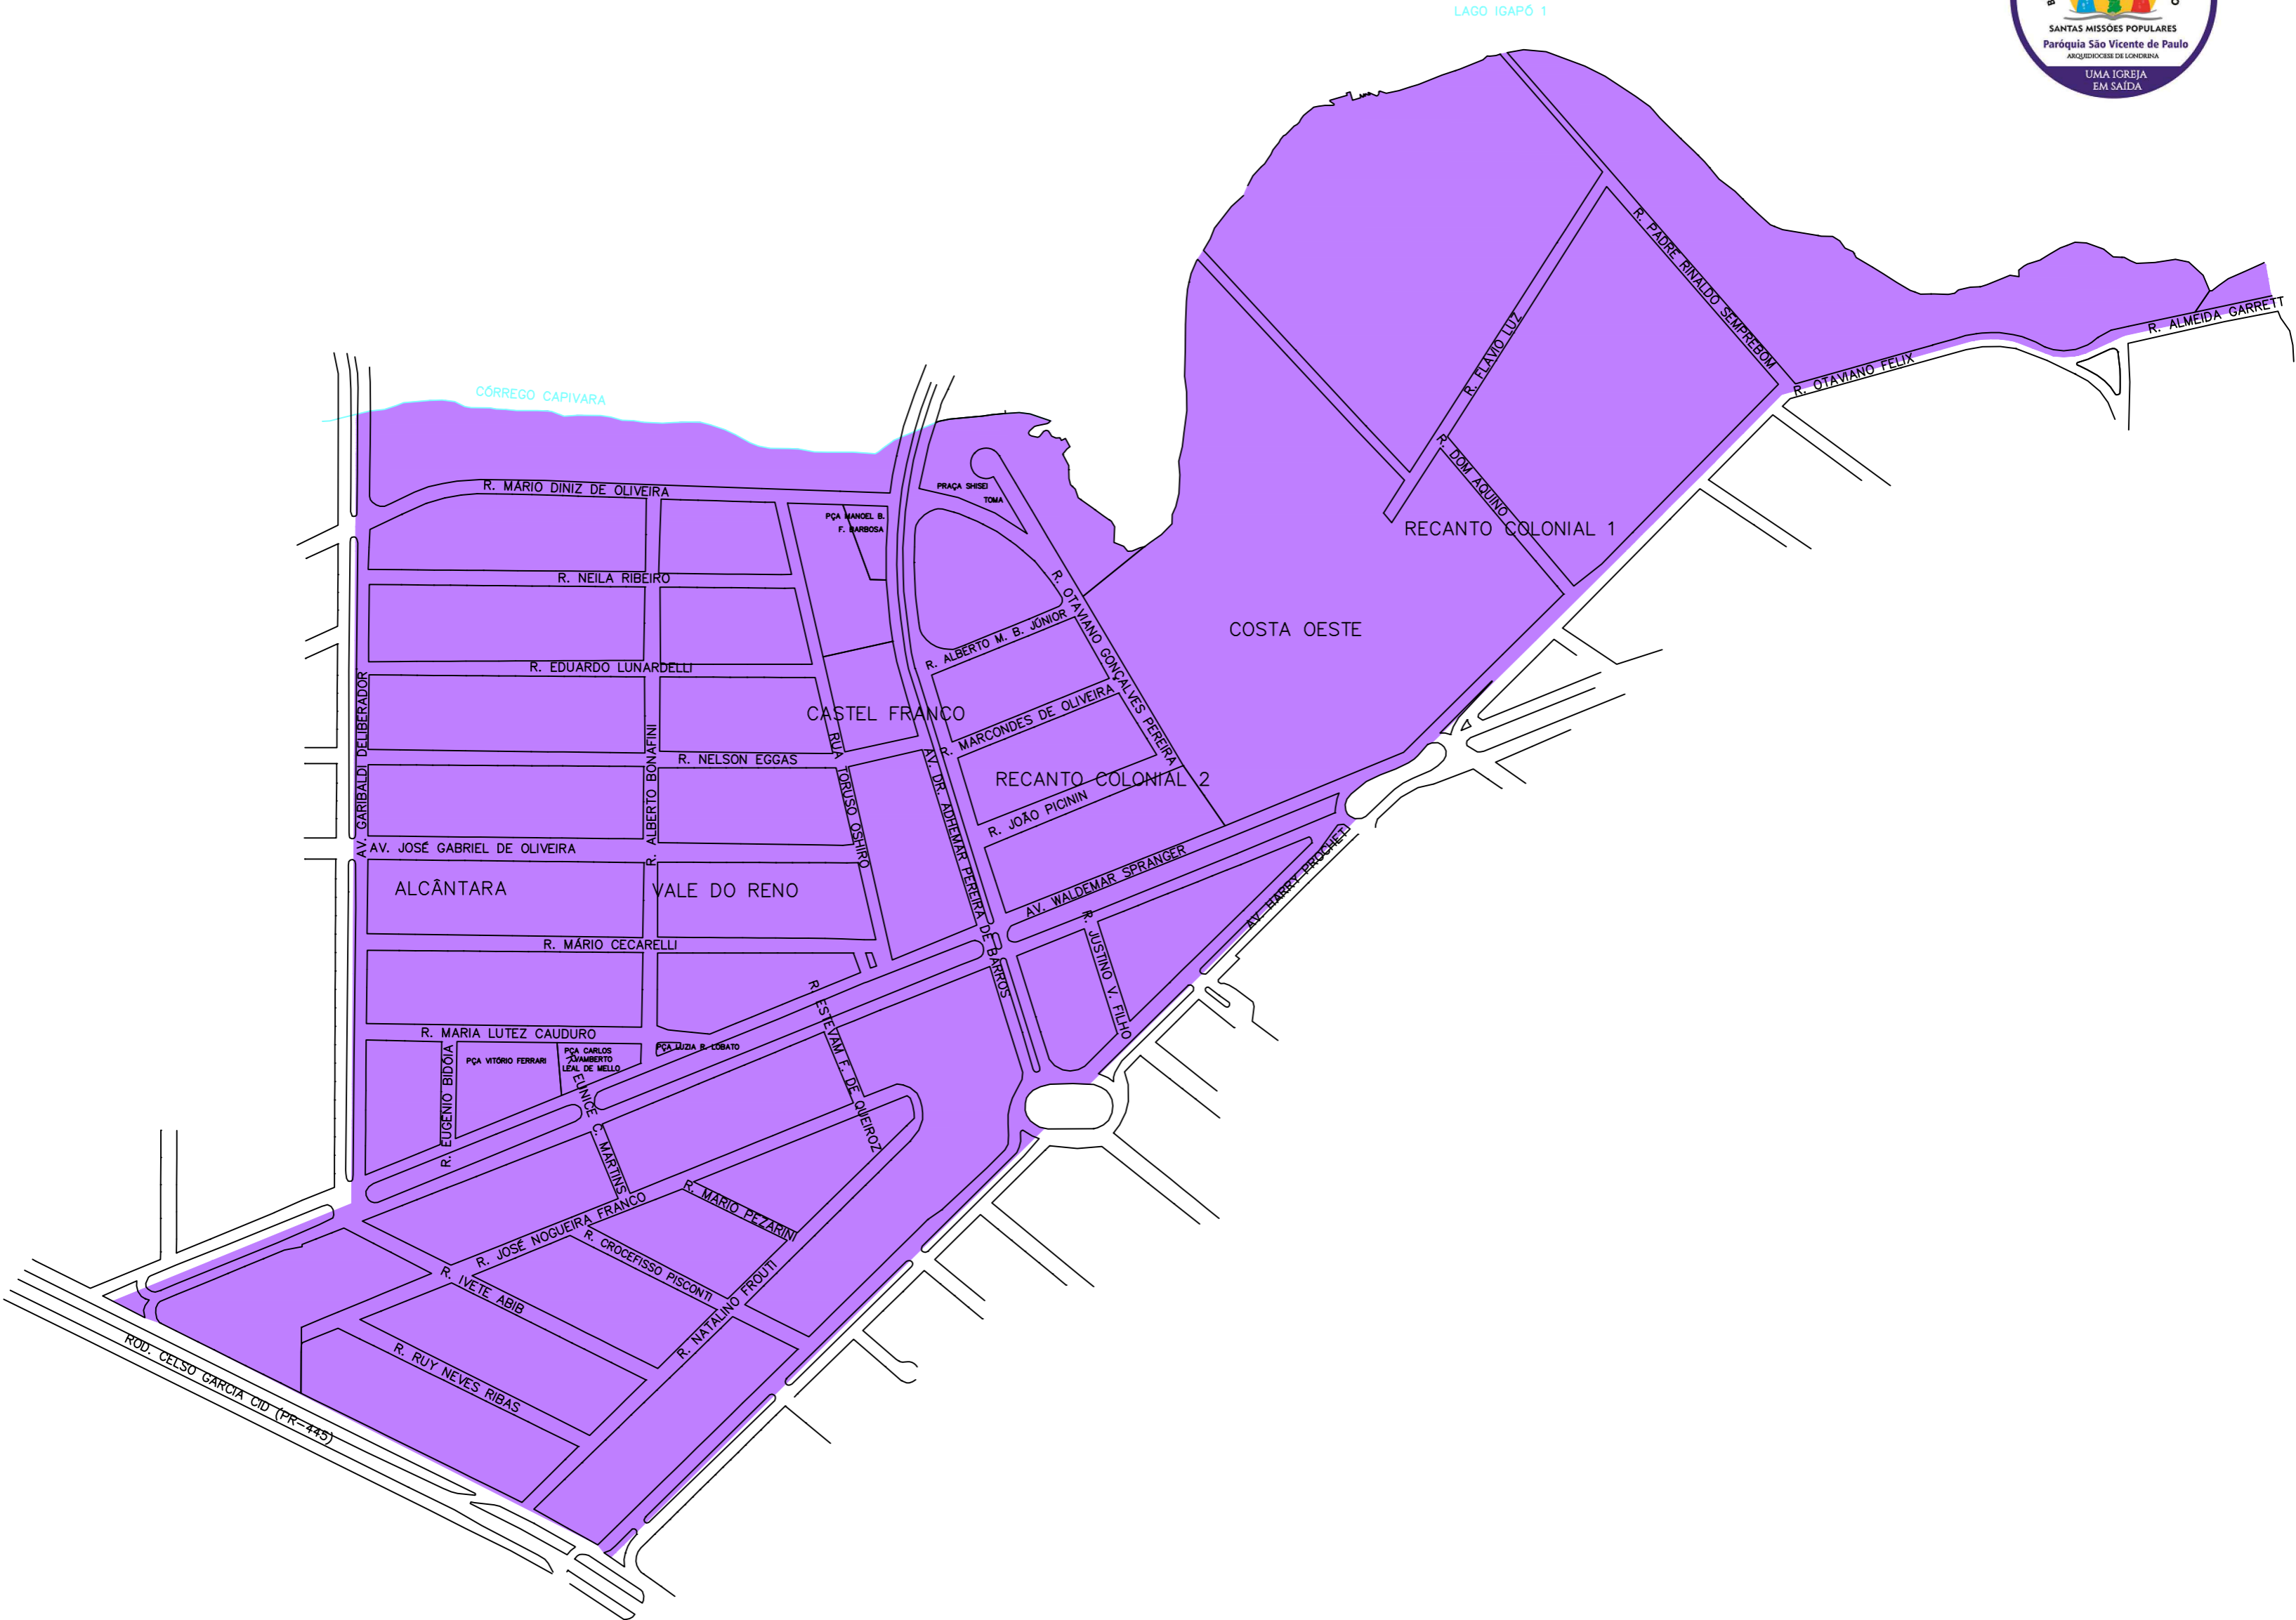 LAGO IGAPÓ 1
SANTAS MISSÕES POPULARES
Paróquia São Vicente de Paulo
ARQUIDIOCESE DE LONDRINA
UMA IGREJA
EM SAÍDA
R. PADRE RINALDO SEMPREBOM
R. ALMEIDA GARRETT
R. FLÁVIO LUZ
R. OTAVIANO FELIX
CÓRREGO CAPIVARA
R. DOM AQUINO
R. MÁRIO DINIZ DE OLIVEIRA
PRAÇA SHISEI
TOMA
PÇA MANOEL B.
F. BARBOSA
RECANTO COLONIAL 1
R. NEILA RIBEIRO
R. OTAVIANO GONÇALVES PEREIRA
R. ALBERTO M. B. JÚNIOR
COSTA OESTE
R. EDUARDO LUNARDELLI
AV. GARIBALDI DELIBERADOR
R. MARCONDES DE OLIVEIRA
CASTEL FRANCO
R. ALBERTO BONAFINI
RUA TORUSO OSHIRO
R. NELSON EGGAS
AV. DR. ADHEMAR PEREIRA DE BARROS
RECANTO COLONIAL 2
R. JOÃO PICININ
AV. JOSÉ GABRIEL DE OLIVEIRA
AV. WALDEMAR SPRANGER
AV. HARRY PROCHET
ALCÂNTARA
VALE DO RENO
R. JUSTINO V. FILHO
R. MÁRIO CECARELLI
R. ESTEVAM F. DE QUEIROZ
R. MARIA LUTEZ CAUDURO
R. EUGÊNIO BIDÓIA
PÇA VITÓRIO FERRARI
PÇA CARLOS
LEAL DE MELLO
PÇA LUZIA R. LOBATO
EUNICE C. MARTINS
R. MÁRIO PEZARINI
R. JOSÉ NOGUEIRA FRANCO
R. CROCEFISSO PISCONTI
R. IVETE ABIB
R. NATALINO FROUTI
R. RUY NEVES RIBAS
ROD. CELSO GARCIA CID (PR-445)